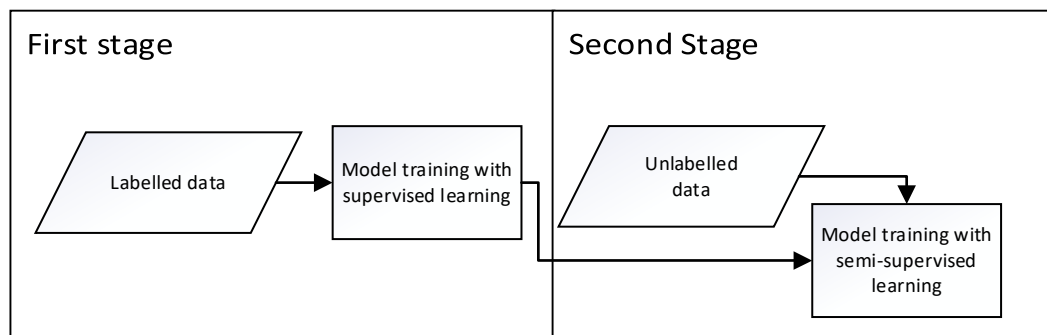 First stage
Labelled data
Model training with
supervised learning
Second Stage
Unlabelled
data
Model training with
semi-supervised
learning